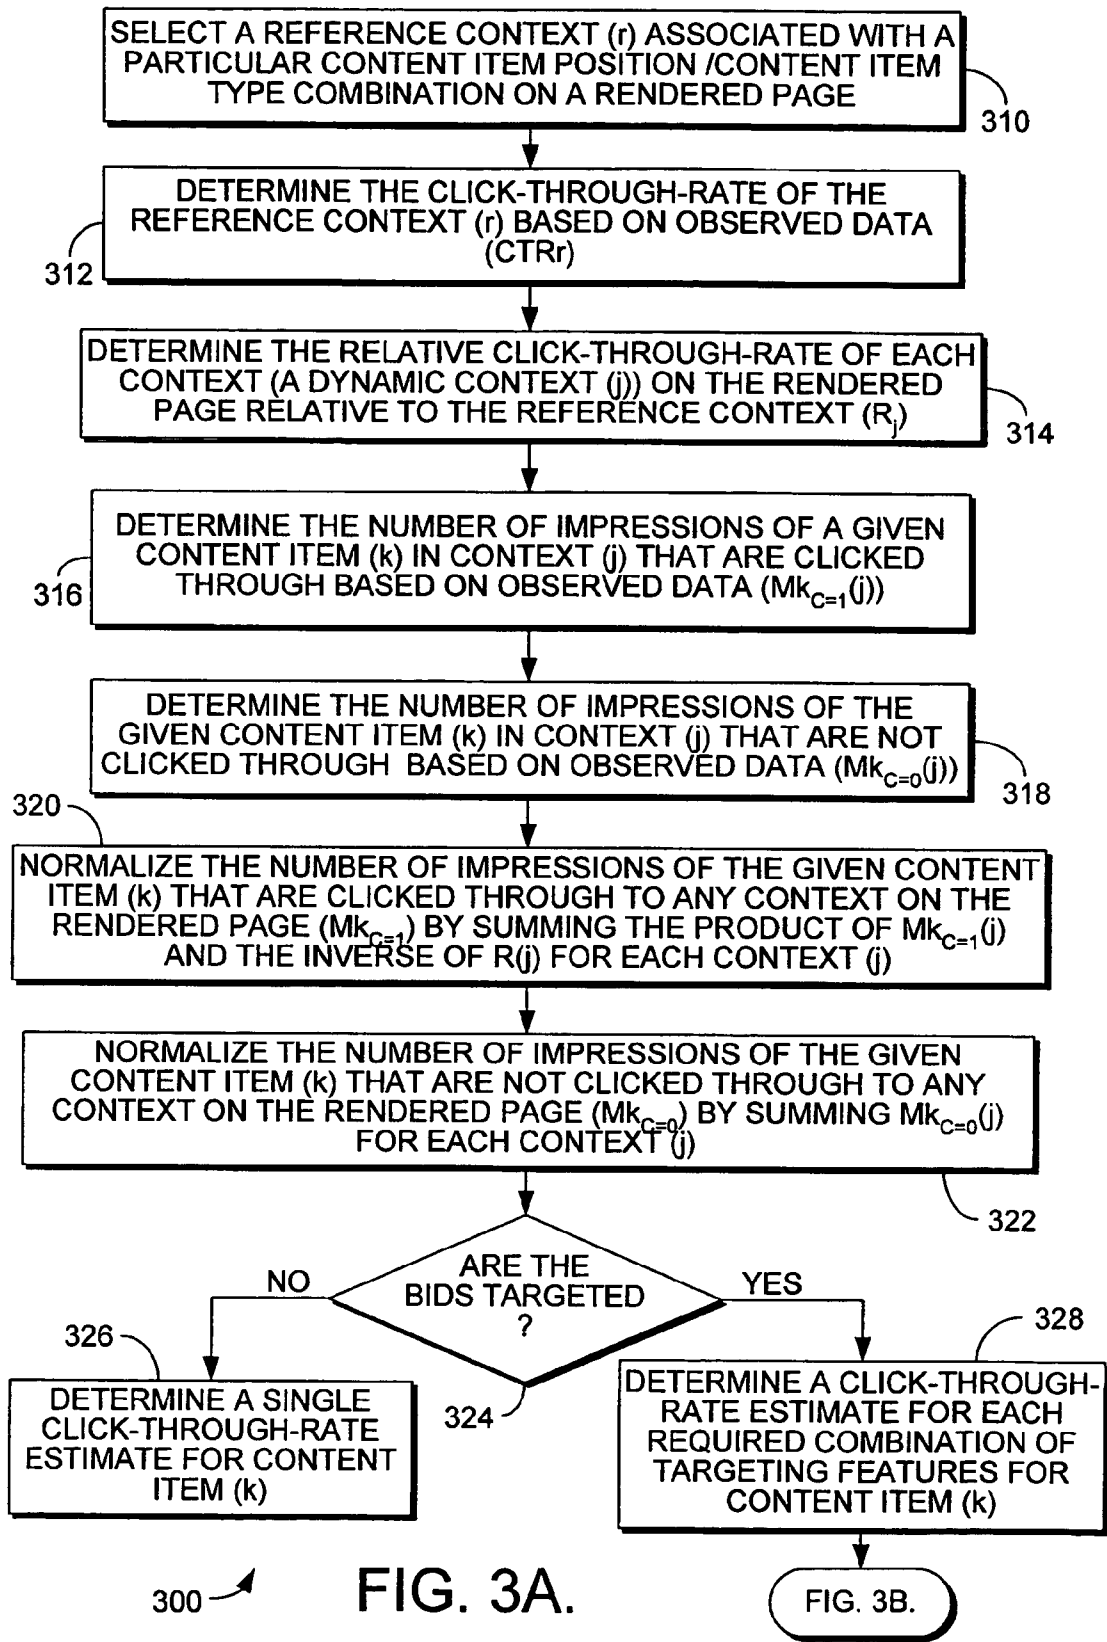 SELECT A REFERENCE CONTEXT (r) ASSOCIATED WITH A
PARTICULAR CONTENT ITEM POSITION /CONTENT ITEM
TYPE COMBINATION ON A RENDERED PAGE
310
DETERMINE THE CLICK-THROUGH-RATE OF THE
REFERENCE CONTEXT (r) BASED ON OBSERVED DATA
(CTRr)
312
DETERMINE THE RELATIVE CLICK-THROUGH-RATE OF EACH
CONTEXT (A DYNAMIC CONTEXT (j)) ON THE RENDERED
PAGE RELATIVE TO THE REFERENCE CONTEXT (Rj)
314
DETERMINE THE NUMBER OF IMPRESSIONS OF A GIVEN
CONTENT ITEM (k) IN CONTEXT (j) THAT ARE CLICKED
THROUGH BASED ON OBSERVED DATA (MkC=1(j))
316
DETERMINE THE NUMBER OF IMPRESSIONS OF THE
GIVEN CONTENT ITEM (k) IN CONTEXT (j) THAT ARE NOT
CLICKED THROUGH BASED ON OBSERVED DATA (MkC=0(j))
318
320
NORMALIZE THE NUMBER OF IMPRESSIONS OF THE GIVEN CONTENT
ITEM (k) THAT ARE CLICKED THROUGH TO ANY CONTEXT ON THE
RENDERED PAGE (MkC=1) BY SUMMING THE PRODUCT OF MkC=1(j)
AND THE INVERSE OF R(j) FOR EACH CONTEXT (j)
NORMALIZE THE NUMBER OF IMPRESSIONS OF THE GIVEN
CONTENT ITEM (k) THAT ARE NOT CLICKED THROUGH TO ANY
CONTEXT ON THE RENDERED PAGE (MkC=0) BY SUMMING MkC=0(j)
FOR EACH CONTEXT (j)
322
ARE THE
BIDS TARGETED
?
NO
YES
324
326
DETERMINE A SINGLE
CLICK-THROUGH-RATE
ESTIMATE FOR CONTENT
ITEM (k)
328
DETERMINE A CLICK-THROUGH-
RATE ESTIMATE FOR EACH
REQUIRED COMBINATION OF
TARGETING FEATURES FOR
CONTENT ITEM (k)
300
FIG. 3A.
FIG. 3B.